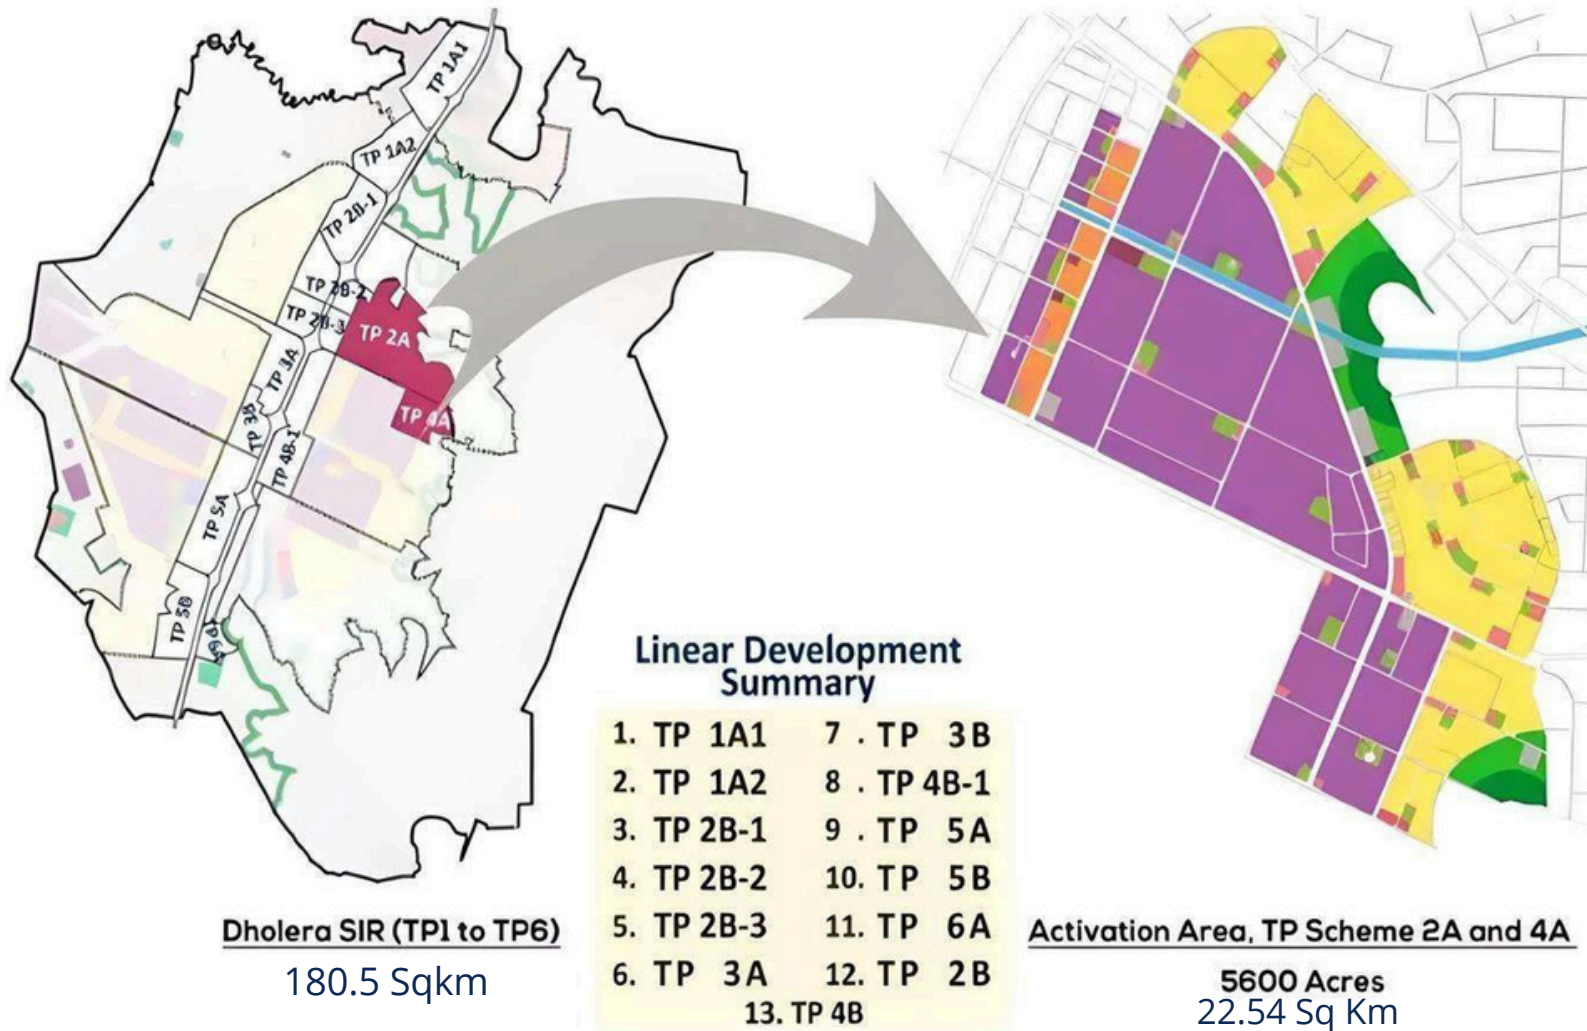 TP 1A1
TP 1A2
TP 2B-1
TP 2B-2
TP 2B-3
TP 2A
TP 3A
TP 4A
TP 3B
TP 4B-1
TP 5A
TP 5B
Linear Development
Summary
1. TP 1A1 7 . TP 3B
2. TP 1A2 8 . TP 4B-1
3. TP 2B-1 9 . TP 5A
4. TP 2B-2 10. TP 5B
5. TP 2B-3 11. TP 6A
6. TP 3A 12. TP 2B
13. TP 4B
Dholera SIR (TP1 to TP6)
180.5 Sqkm
Activation Area, TP Scheme 2A and 4A
5600 Acres
22.54 Sq Km